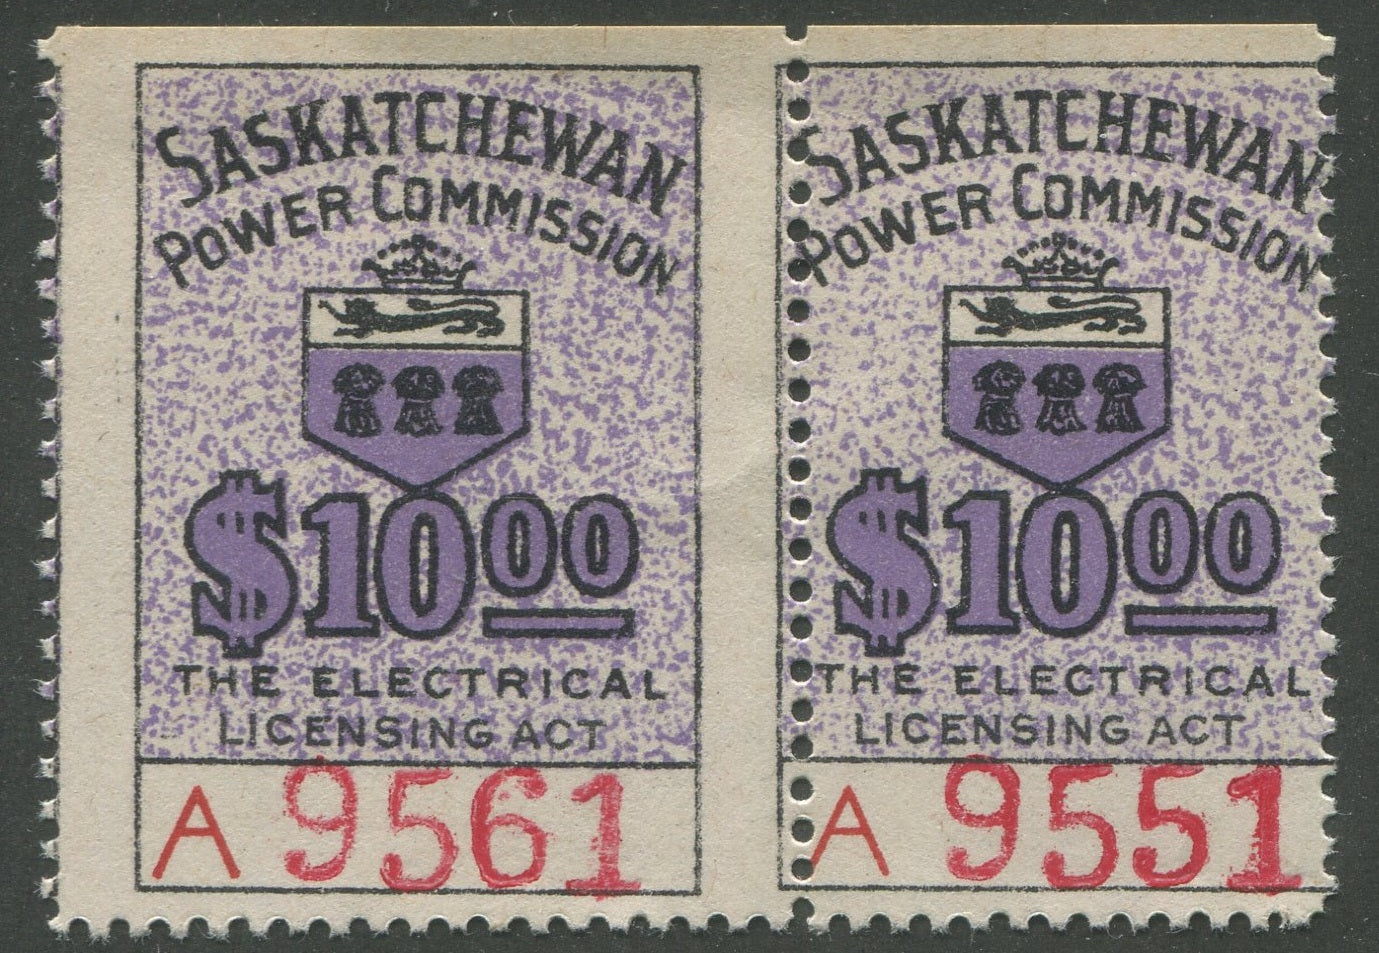 SASKATCHEWAN
POWER COMMISSION
$10.00
THE ELECTRICAL
LICENSING ACT
A 9561
SASKATCHEWAN
POWER COMMISSION
$10.00
THE ELECTRICAL
LICENSING ACT
A 9551